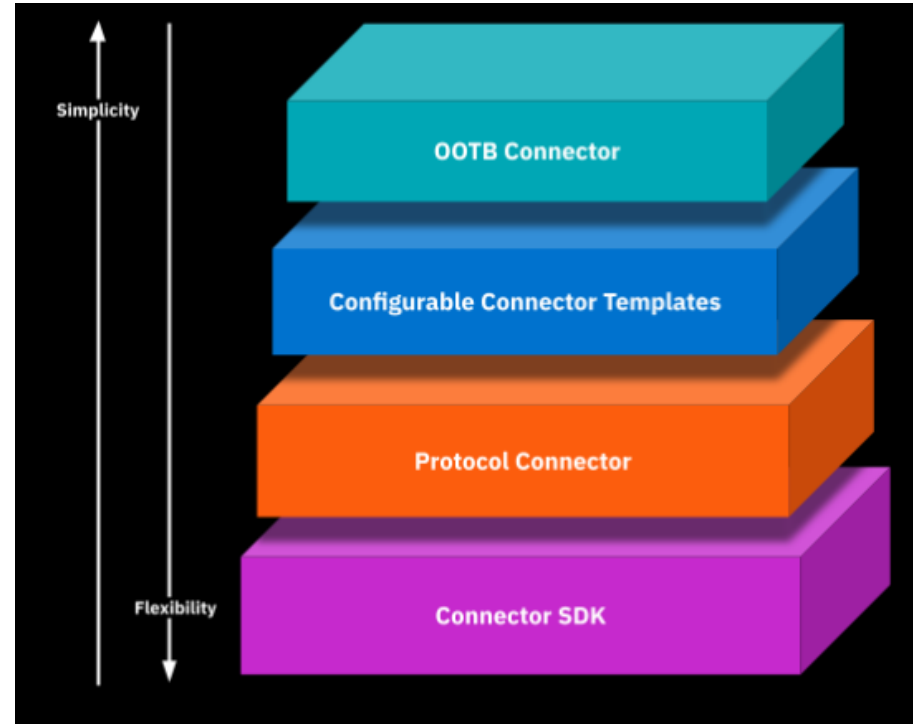 Simplicity
OOTB Connector
Configurable Connector Templates
Protocol Connector
Flexibility
Connector SDK